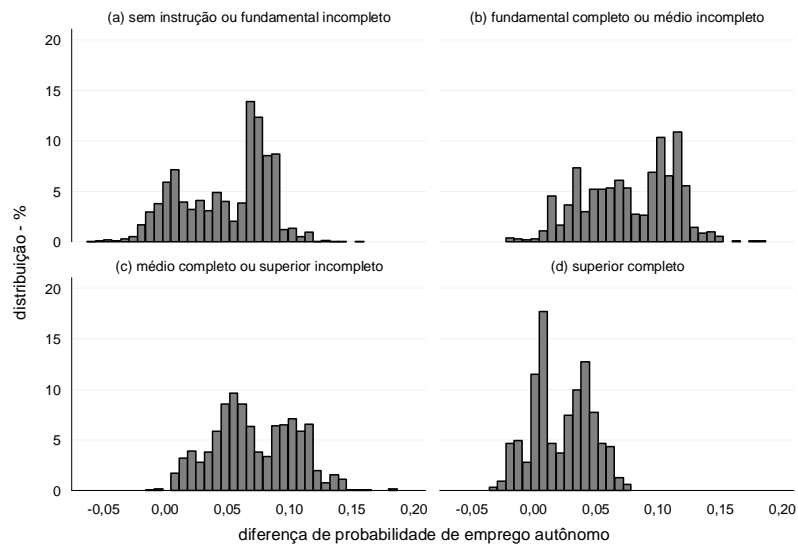 (a) sem instrução ou fundamental incompleto
(b) fundamental completo ou médio incompleto
20
15
10
5
0
(c) médio completo ou superior incompleto
(d) superior completo
20
15
10
5
0
distribuição - %
-0,05 0,00 0,05 0,10 0,15 0,20
-0,05 0,00 0,05 0,10 0,15 0,20
diferença de probabilidade de emprego autônomo